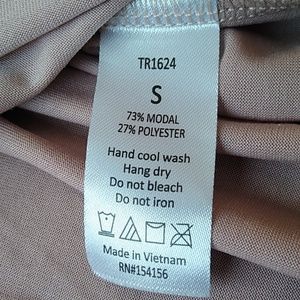 TR1624
S
73% MODAL
27% POLYESTER
Hand cool wash
Hang dry
Do not bleach
Do not iron
Made in Vietnam
RN#154156